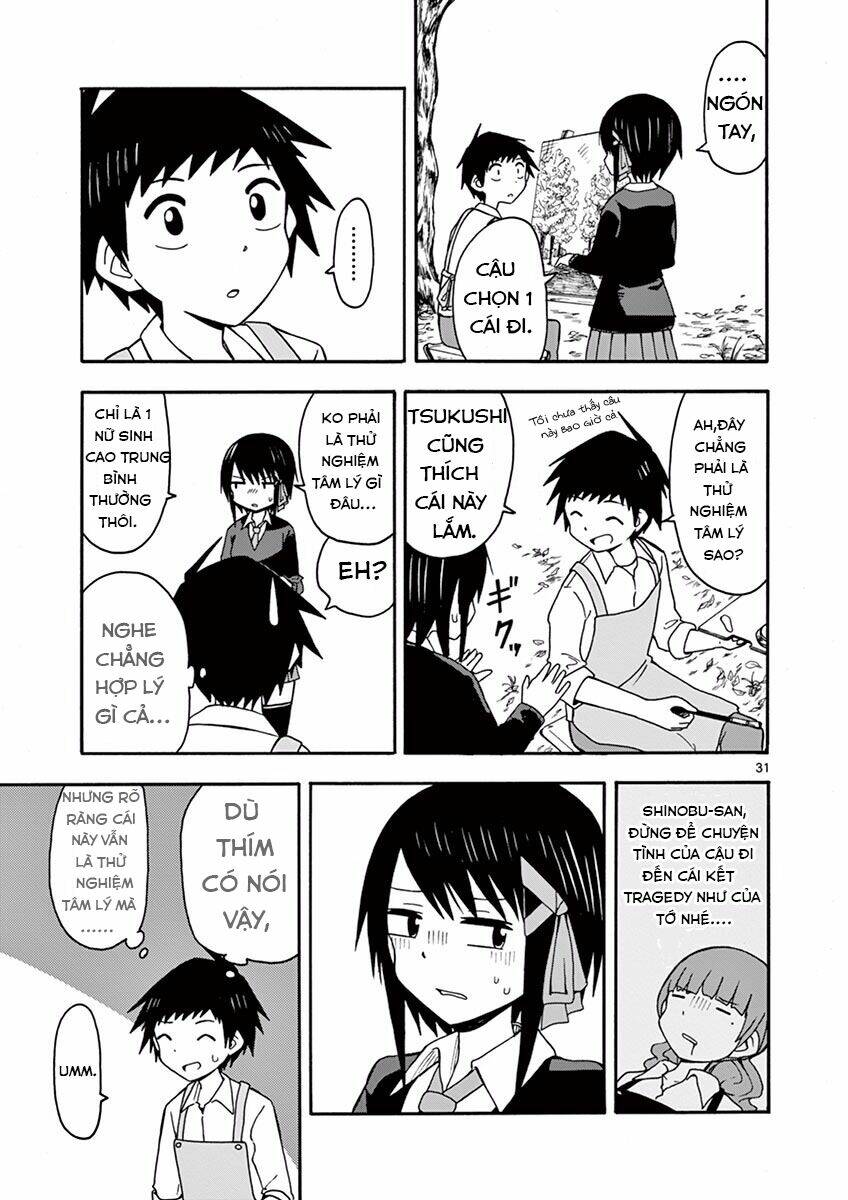 ....
NGÓN
TAY,
CẬU
CHỌN 1
CÁI ĐI.
.........
AH,ĐÂY
CHẲNG
PHẢI LÀ
THỬ
NGHIỆM
TÂM LÝ
SAO?
Tôi chưa thấy cậu
này bao giờ cả
TSUKUSHI
CŨNG
THÍCH
CÁI NÀY
LẮM.
ギクッ
KO PHẢI
LÀ THỬ
NGHIỆM
TÂM LÝ GÌ
ĐÂU...
EH?
CHỈ LÀ 1
NỮ SINH
CAO TRUNG
BÌNH
THƯỜNG
THÔI.
NGHE
CHẲNG
HỢP LÝ
GÌ CẢ...
31
SHINOBU-SAN,
ĐỪNG ĐỂ CHUYỆN
TÌNH CỦA CẬU ĐI
ĐẾN CÁI KẾT
TRAGEDY NHƯ CỦA
TỚ NHÉ....
DÙ
THÍM
CÓ NÓI
VẬY,
NHƯNG RÕ
RÀNG CÁI
NÀY VẪN
LÀ THỬ
NGHIỆM
TÂM LÝ MÀ
......
UMM.